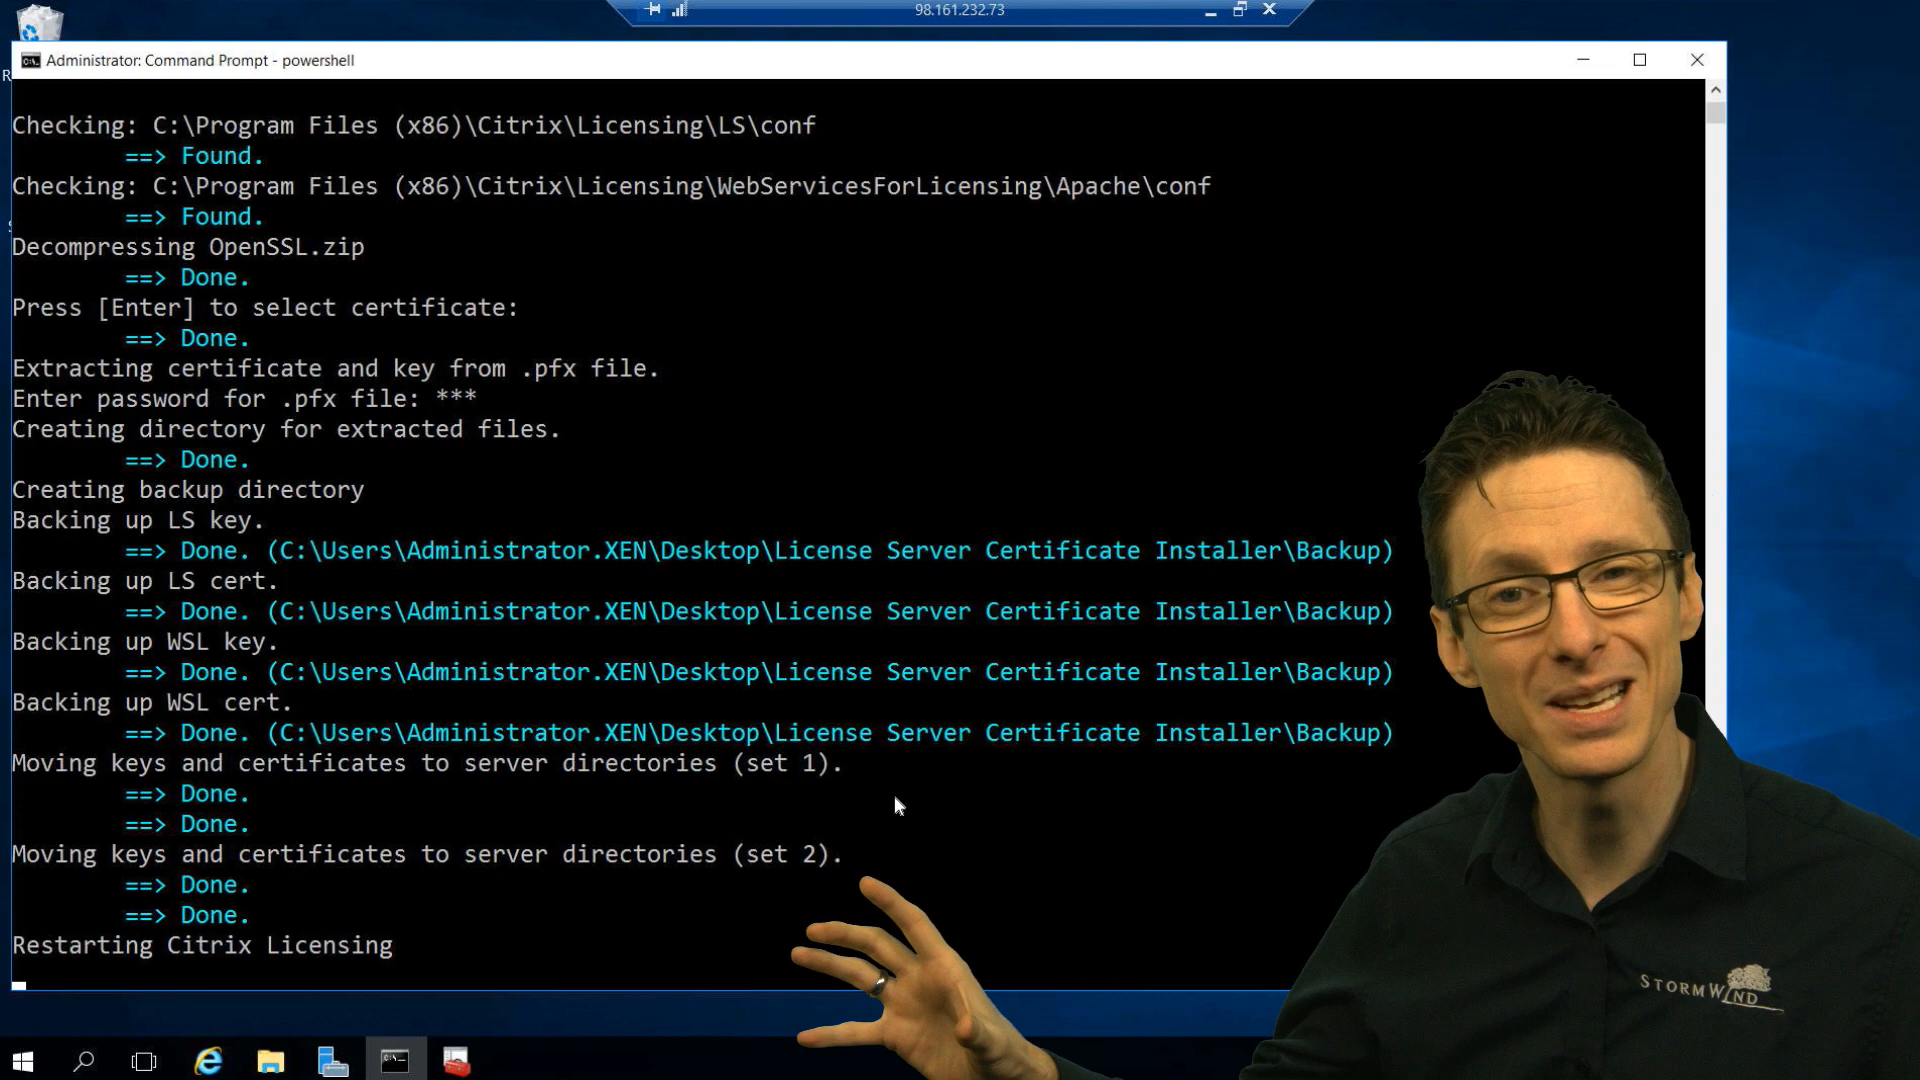 98.161.232.73
Administrator: Command Prompt - powershell
Checking: C:\Program Files (x86)\Citrix\Licensing\LS\conf
==> Found.
Checking: C:\Program Files (x86)\Citrix\Licensing\WebServicesForLicensing\Apache\conf
==> Found.
Decompressing OpenSSL.zip
==> Done.
Press [Enter] to select certificate:
==> Done.
Extracting certificate and key from .pfx file.
Enter password for .pfx file: ***
Creating directory for extracted files.
==> Done.
Creating backup directory
Backing up LS key.
==> Done. (C:\Users\Administrator.XEN\Desktop\License Server Certificate Installer\Backup)
Backing up LS cert.
==> Done. (C:\Users\Administrator.XEN\Desktop\License Server Certificate Installer\Backup)
Backing up WSL key.
==> Done. (C:\Users\Administrator.XEN\Desktop\License Server Certificate Installer\Backup)
Backing up WSL cert.
==> Done. (C:\Users\Administrator.XEN\Desktop\License Server Certificate Installer\Backup)
Moving keys and certificates to server directories (set 1).
==> Done.
==> Done.
Moving keys and certificates to server directories (set 2).
==> Done.
==> Done.
Restarting Citrix Licensing
STORMWIND